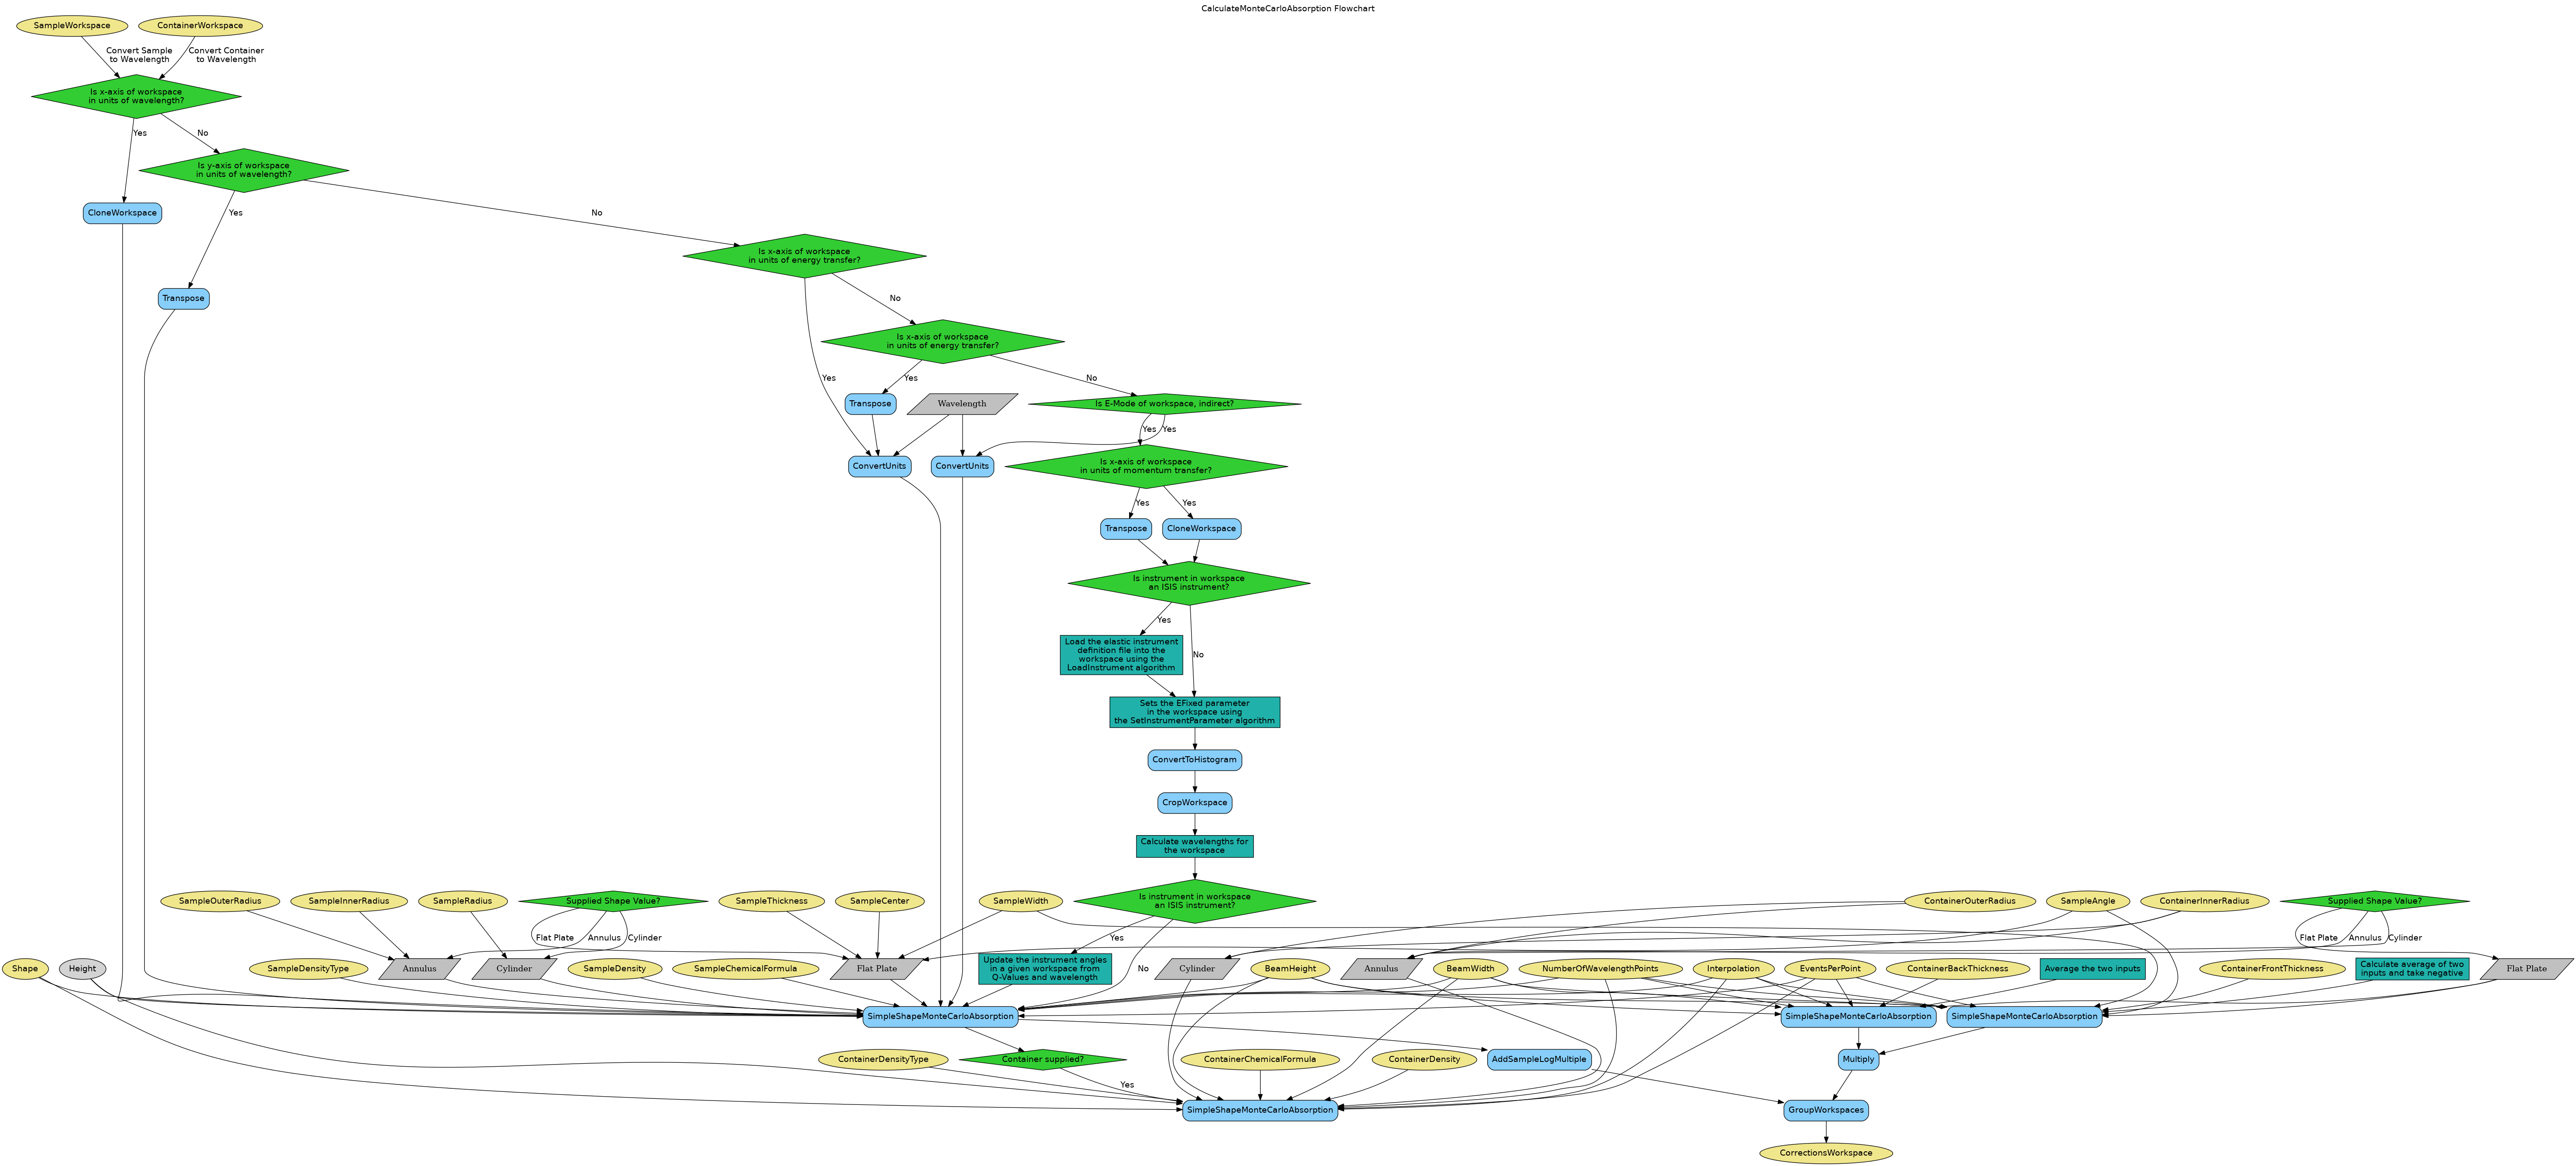 CalculateMonteCarloAbsorption Flowchart
SampleWorkspace
ContainerWorkspace
Convert Sample
to Wavelength
Convert Container
to Wavelength
Is x-axis of workspace
in units of wavelength?
Yes
No
Is y-axis of workspace
in units of wavelength?
CloneWorkspace
Yes
No
Is x-axis of workspace
in units of energy transfer?
Transpose
No
Is x-axis of workspace
in units of energy transfer?
Yes
Yes
No
Transpose
Wavelength
Is E-Mode of workspace, indirect?
Yes
Yes
ConvertUnits
ConvertUnits
Is x-axis of workspace
in units of momentum transfer?
Yes
Yes
Transpose
CloneWorkspace
Is instrument in workspace
an ISIS instrument?
Yes
Load the elastic instrument
definition file into the
workspace using the
LoadInstrument algorithm
No
Sets the EFixed parameter
in the workspace using
the SetInstrumentParameter algorithm
ConvertToHistogram
CropWorkspace
Calculate wavelengths for
the workspace
SampleOuterRadius
SampleInnerRadius
SampleRadius
Supplied Shape Value?
SampleThickness
SampleCenter
SampleWidth
Is instrument in workspace
an ISIS instrument?
ContainerOuterRadius
SampleAngle
ContainerInnerRadius
Supplied Shape Value?
Flat Plate
Annulus
Cylinder
Yes
Flat Plate
Annulus
Cylinder
Shape
Height
SampleDensityType
Annulus
Cylinder
SampleDensity
SampleChemicalFormula
Flat Plate
Update the instrument angles
in a given workspace from
Q-Values and wavelength
No
Cylinder
BeamHeight
Annulus
BeamWidth
NumberOfWavelengthPoints
Interpolation
EventsPerPoint
ContainerBackThickness
Average the two inputs
ContainerFrontThickness
Calculate average of two
inputs and take negative
Flat Plate
SimpleShapeMonteCarloAbsorption
SimpleShapeMonteCarloAbsorption
SimpleShapeMonteCarloAbsorption
ContainerDensityType
Container supplied?
ContainerChemicalFormula
ContainerDensity
AddSampleLogMultiple
Multiply
Yes
SimpleShapeMonteCarloAbsorption
GroupWorkspaces
CorrectionsWorkspace